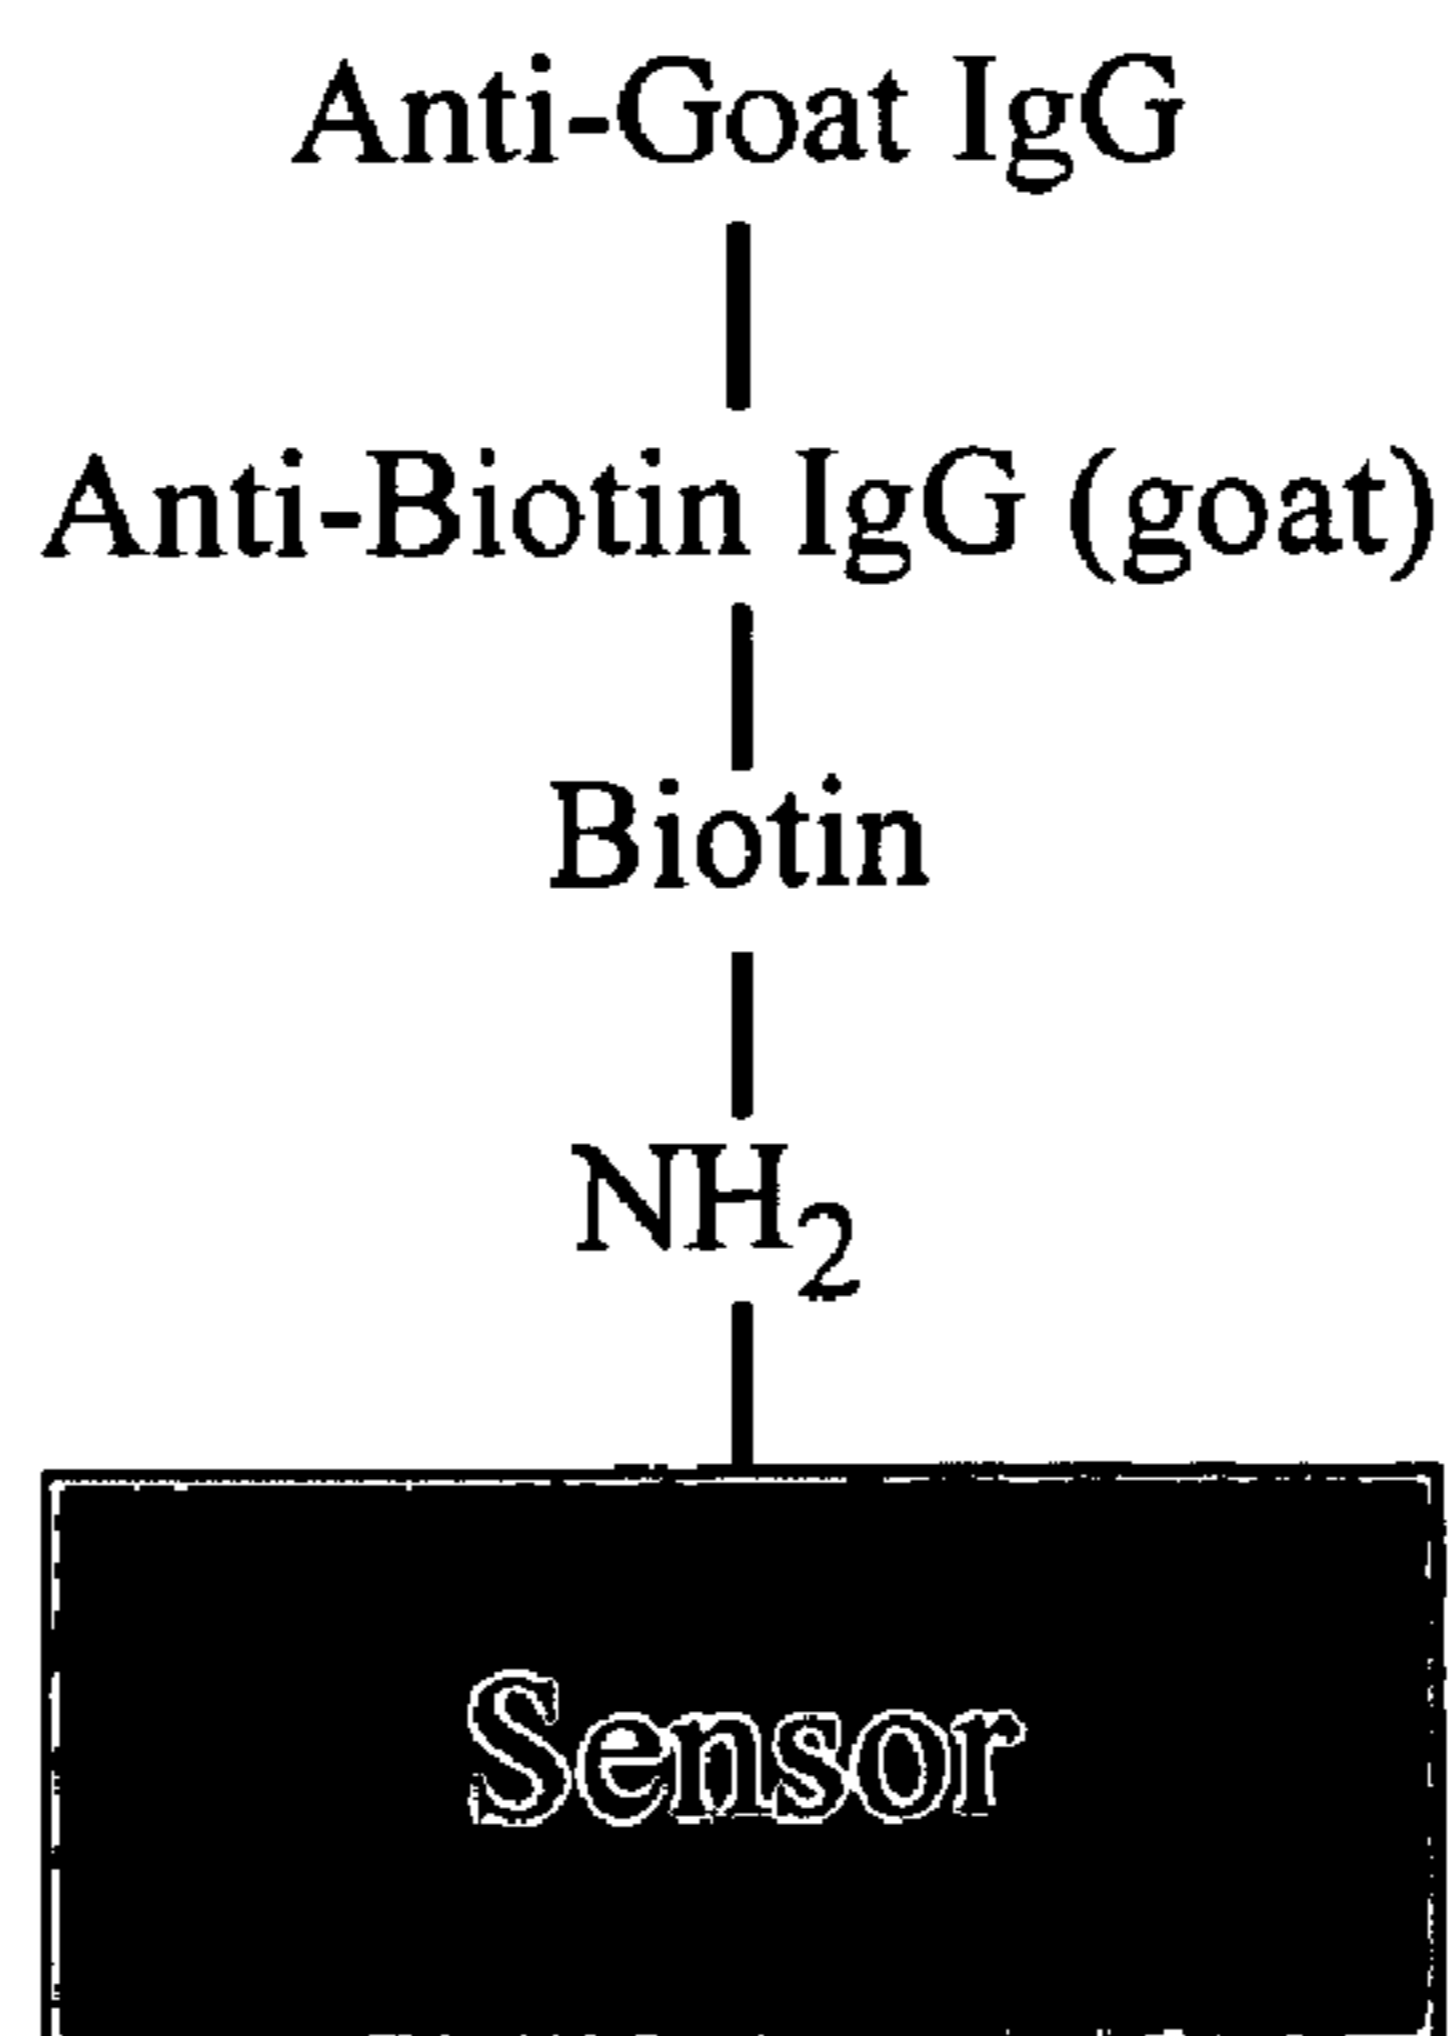 Anti-Goat IgG
Anti-Biotin IgG (goat)
Biotin
NH₂
Sensor